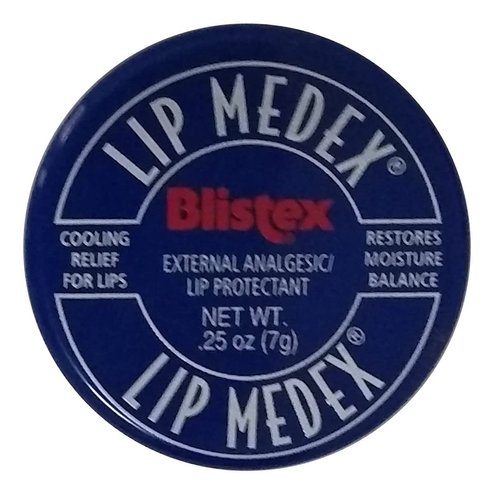 LIP MEDEX®
Blistex
COOLING
RELIEF
FOR LIPS
EXTERNAL ANALGESIC/
LIP PROTECTANT
NET WT.
.25 oz (7g)
RESTORES
MOISTURE
BALANCE
LIP MEDEX®